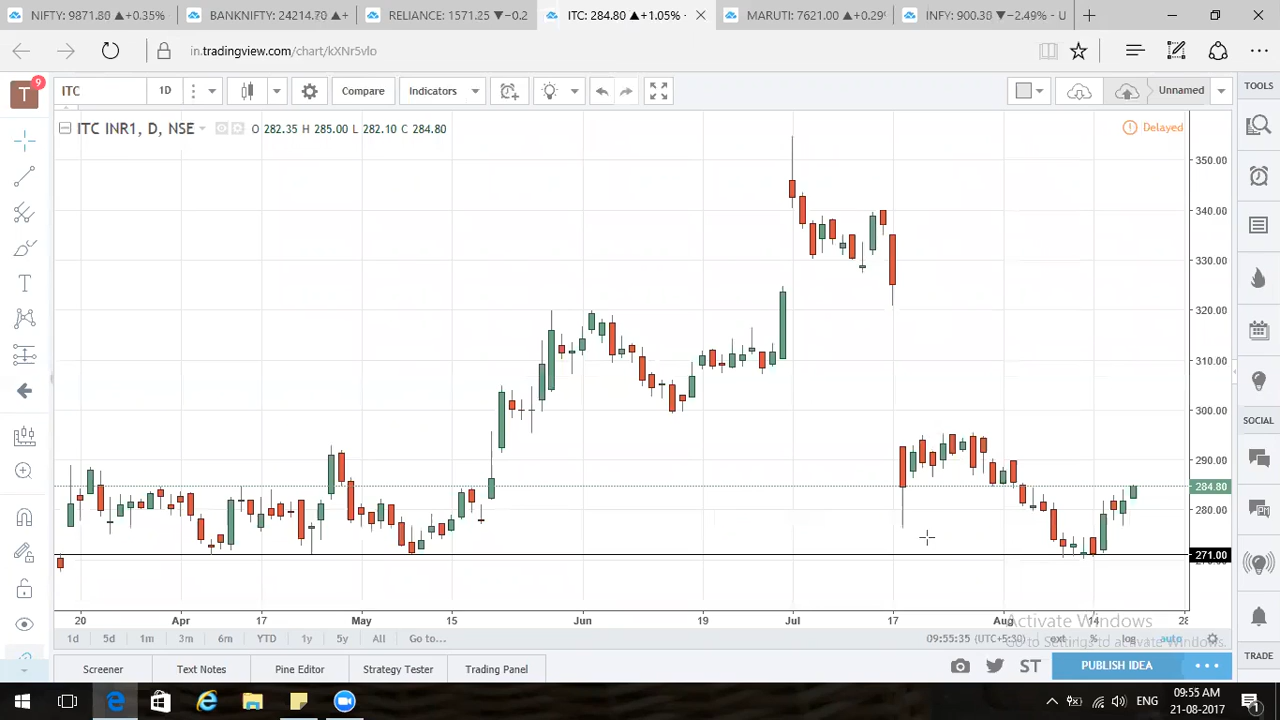 NIFTY: 9871.80 ▲+0.35%
BANKNIFTY: 24214.70 ▲+
RELIANCE: 1571.25 ▼−0.2
ITC: 284.80 ▲+1.05% -
MARUTI: 7621.00 ▲+0.29%
INFY: 900.30 ▼−2.49% - U
in.tradingview.com/chart/kXNr5vIo
T
9
ITC
1D
Compare
Indicators
Unnamed
TOOLS
ITC INR1, D, NSE
O 282.35 H 285.00 L 282.10 C 284.80
Delayed
350.00
340.00
330.00
320.00
310.00
300.00
290.00
284.80
280.00
271.00
T
SOCIAL
TRADE
20
Apr
17
May
15
Jun
19
Jul
17
Aug
14
28
1d
5d
1m
3m
6m
YTD
1y
5y
All
Go to...
09:55:35 (UTC+5:30)
ext
%
log
auto
Activate Windows
Go to Settings to activate Windows.
Screener
Text Notes
Pine Editor
Strategy Tester
Trading Panel
ST
PUBLISH IDEA
ENG
09:55 AM
21-08-2017
1